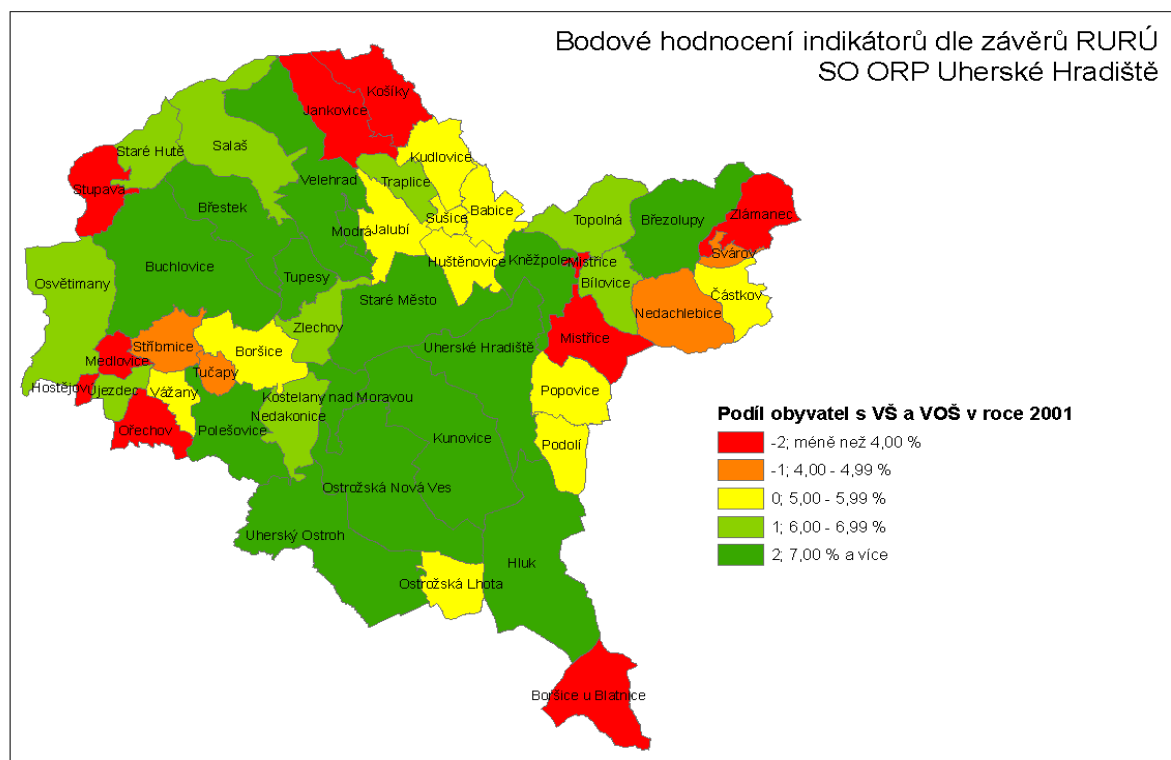 Bodové hodnocení indikátorů dle závěrů RURÚ
SO ORP Uherské Hradiště
Košíky
Jankovice
Staré Hutě
Salaš
Kudlovice
Stupava
Velehrad
Traplice
Břestek
Babice
Sušice
Topolná
Březolupy
Zlámanec
Modrá
Jalubí
Svárov
Buchlovice
Huštěnovice
Kněžpole
Mistřice
Osvětimany
Tupesy
Bílovice
Částkov
Staré Město
Nedachlebice
Zlechov
Stříbrnice
Boršice
Uherské Hradiště
Mistřice
Medlovice
Tučapy
Hostějov
Újezdec
Vážany
Kostelany nad Moravou
Popovice
Nedakonice
Ořechov
Polešovice
Kunovice
Podolí
Ostrožská Nová Ves
Uherský Ostroh
Hluk
Ostrožská Lhota
Boršice u Blatnice
Podíl obyvatel s VŠ a VOŠ v roce 2001
-2; méně než 4,00 %
-1; 4,00 - 4,99 %
0; 5,00 - 5,99 %
1; 6,00 - 6,99 %
2; 7,00 % a více